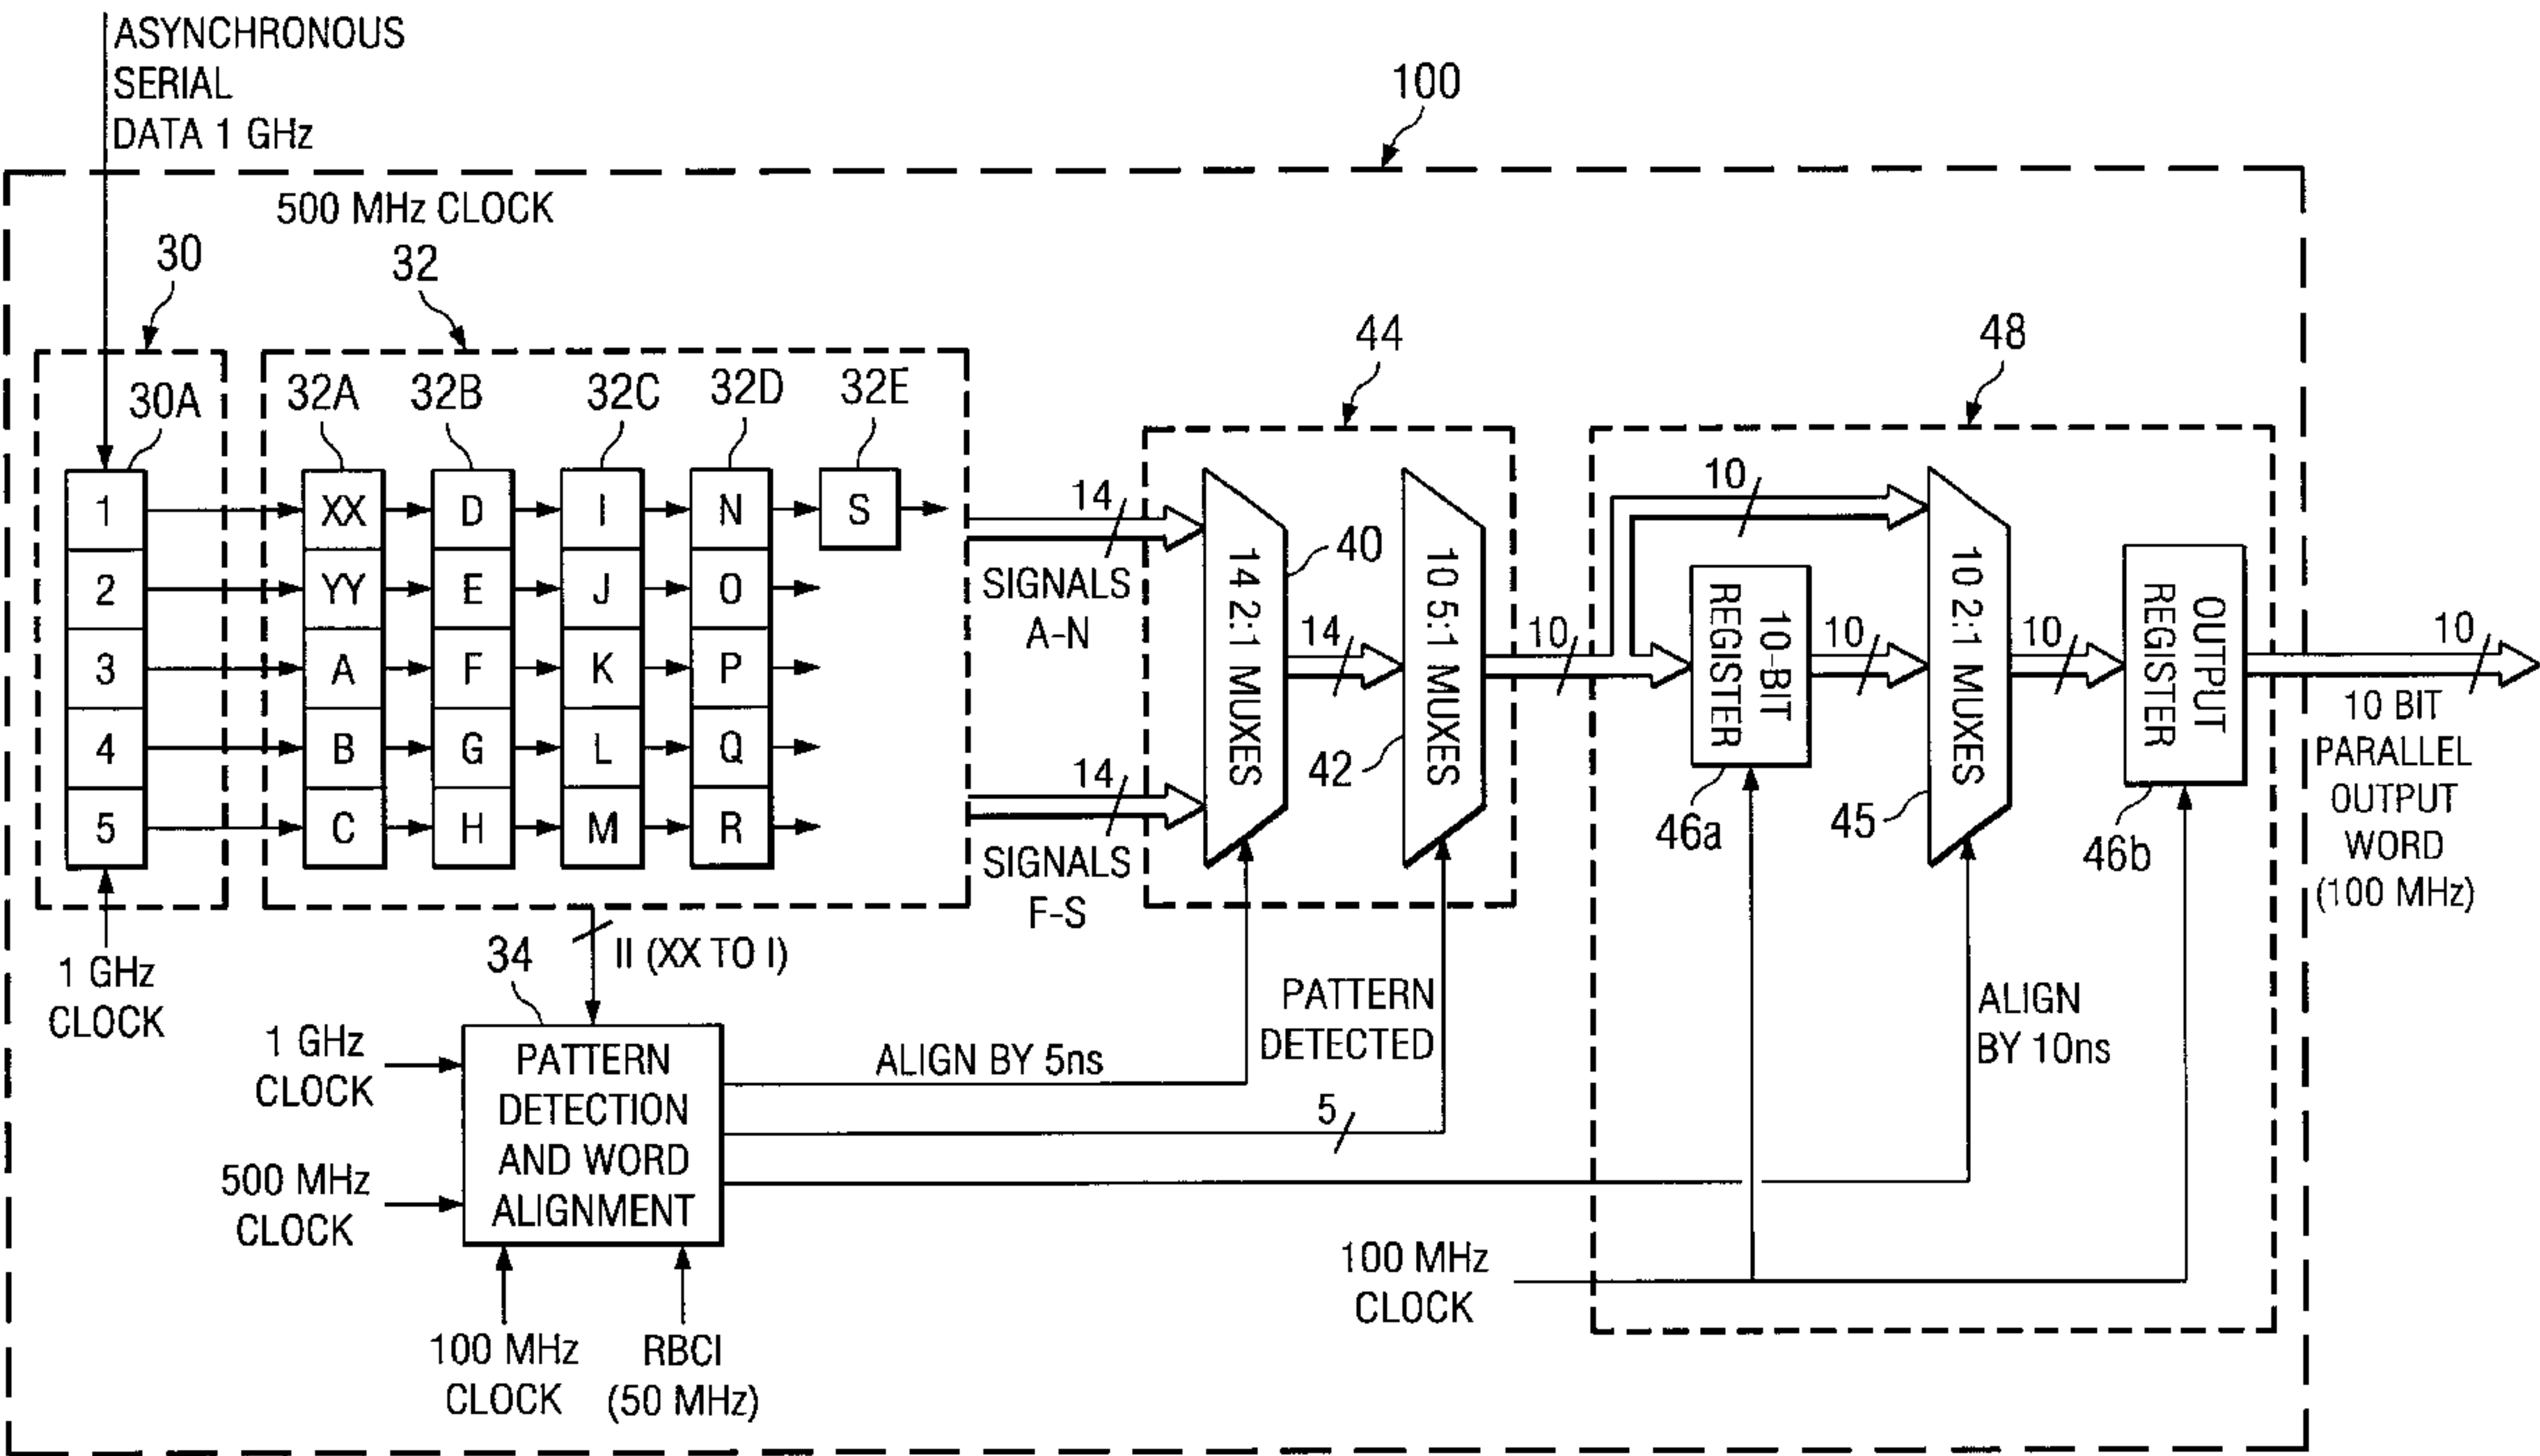 ASYNCHRONOUS
SERIAL
DATA 1 GHz
100
500 MHz CLOCK
30
32
44
48
30A
32A
32B
32C
32D
32E
1
2
3
4
5
XX
YY
A
B
C
D
E
F
G
H
I
J
K
L
M
N
O
P
Q
R
S
14
SIGNALS
A-N
14
SIGNALS
F-S
14 2:1 MUXES
40
14
10 5:1 MUXES
42
10
10
10-BIT
REGISTER
46a
10
10 2:1 MUXES
45
10
OUTPUT
REGISTER
46b
10
10 BIT
PARALLEL
OUTPUT
WORD
(100 MHz)
1 GHz
CLOCK
34
II (XX TO I)
1 GHz
CLOCK
500 MHz
CLOCK
PATTERN
DETECTION
AND WORD
ALIGNMENT
100 MHz
CLOCK
RBCI
(50 MHz)
ALIGN BY 5ns
PATTERN
DETECTED
5
ALIGN
BY 10ns
100 MHz
CLOCK